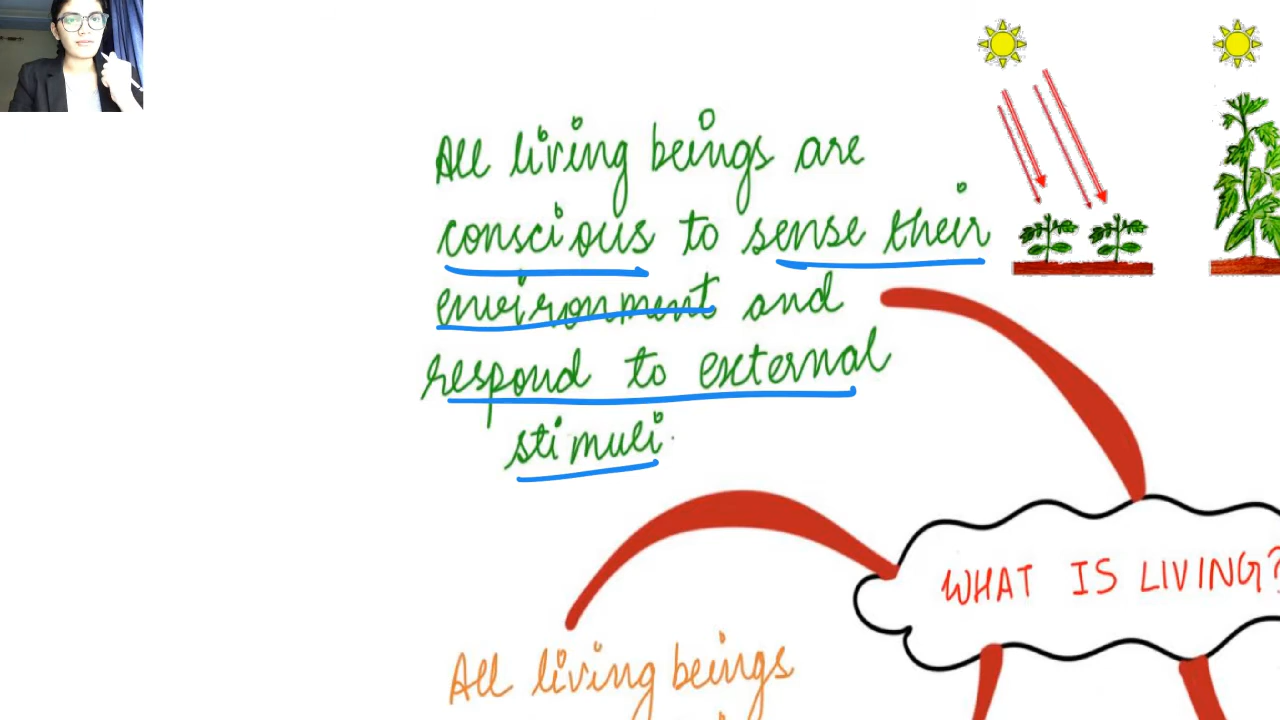 All living beings are
conscious to sense their
environment and
respond to external
stimuli
WHAT IS LIVING?
All living beings